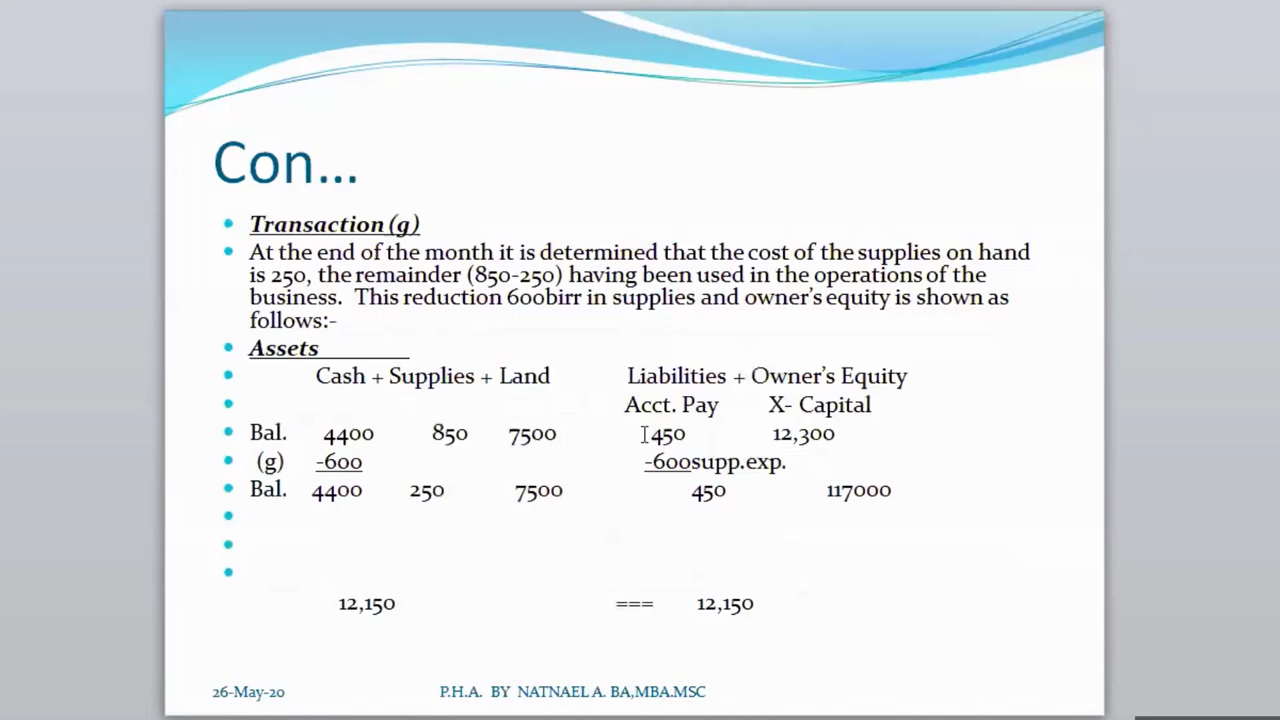 Con...
Transaction (g)
At the end of the month it is determined that the cost of the supplies on hand
is 250, the remainder (850-250) having been used in the operations of the
business. This reduction 600birr in supplies and owner's equity is shown as
follows:-
Assets
Cash + Supplies + Land Liabilities + Owner's Equity
Acct. Pay X- Capital
Bal. 4400 850 7500 450 12,300
(g) -600 -600supp.exp.
Bal. 4400 250 7500 450 117000
12,150 === 12,150
26-May-20 P.H.A. BY NATNAEL A. BA,MBA.MSC